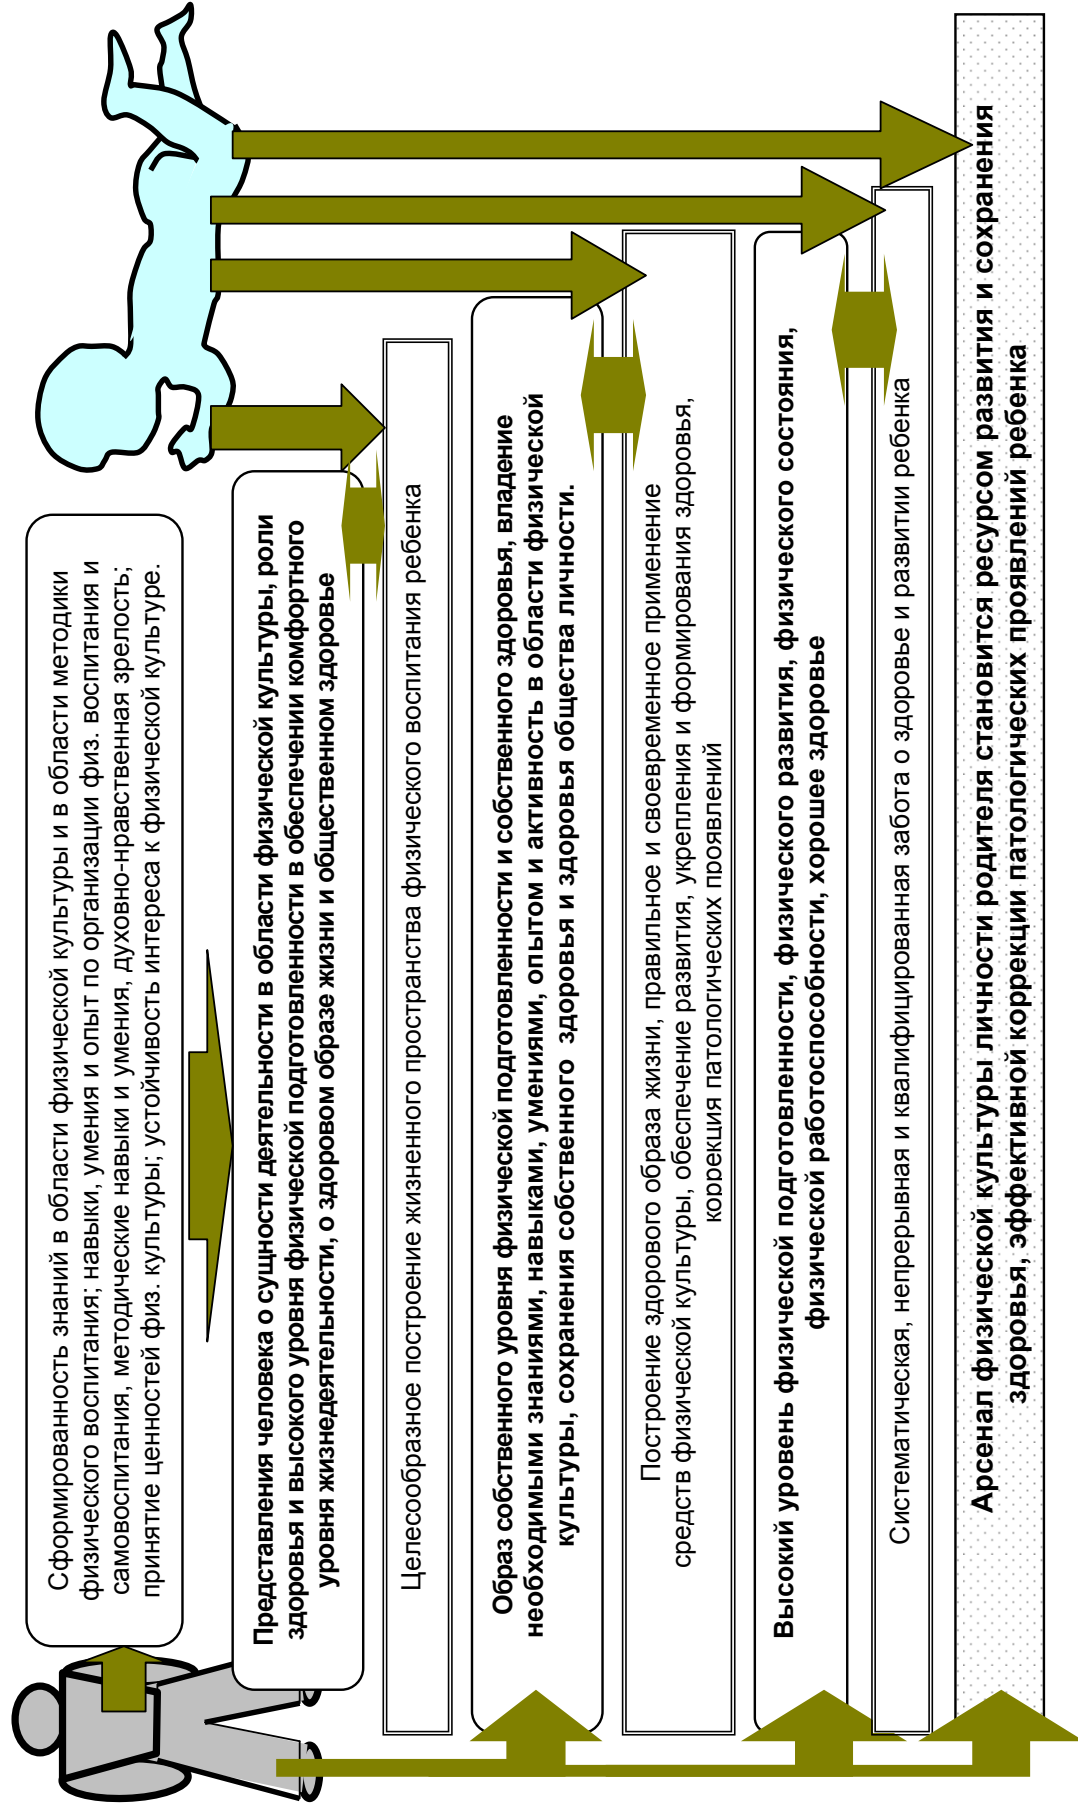 Сформированность знаний в области физической культуры и в области методики
физического воспитания; навыки, умения и опыт по организации физ. воспитания и
самовоспитания, методические навыки и умения, духовно-нравственная зрелость;
принятие ценностей физ. культуры; устойчивость интереса к физической культуре.
Представления человека о сущности деятельности в области физической культуры, роли
здоровья и высокого уровня физической подготовленности в обеспечении комфортного
уровня жизнедеятельности, о здоровом образе жизни и общественном здоровье
Целесообразное построение жизненного пространства физического воспитания ребенка
Образ собственного уровня физической подготовленности и собственного здоровья, владение
необходимыми знаниями, навыками, умениями, опытом и активность в области физической
культуры, сохранения собственного здоровья и здоровья общества личности.
Построение здорового образа жизни, правильное и своевременное применение
средств физической культуры, обеспечение развития, укрепления и формирования здоровья,
коррекция патологических проявлений
Высокий уровень физической подготовленности, физического развития, физического состояния,
физической работоспособности, хорошее здоровье
Систематическая, непрерывная и квалифицированная забота о здоровье и развитии ребенка
Арсенал физической культуры личности родителя становится ресурсом развития и сохранения
здоровья, эффективной коррекции патологических проявлений ребенка